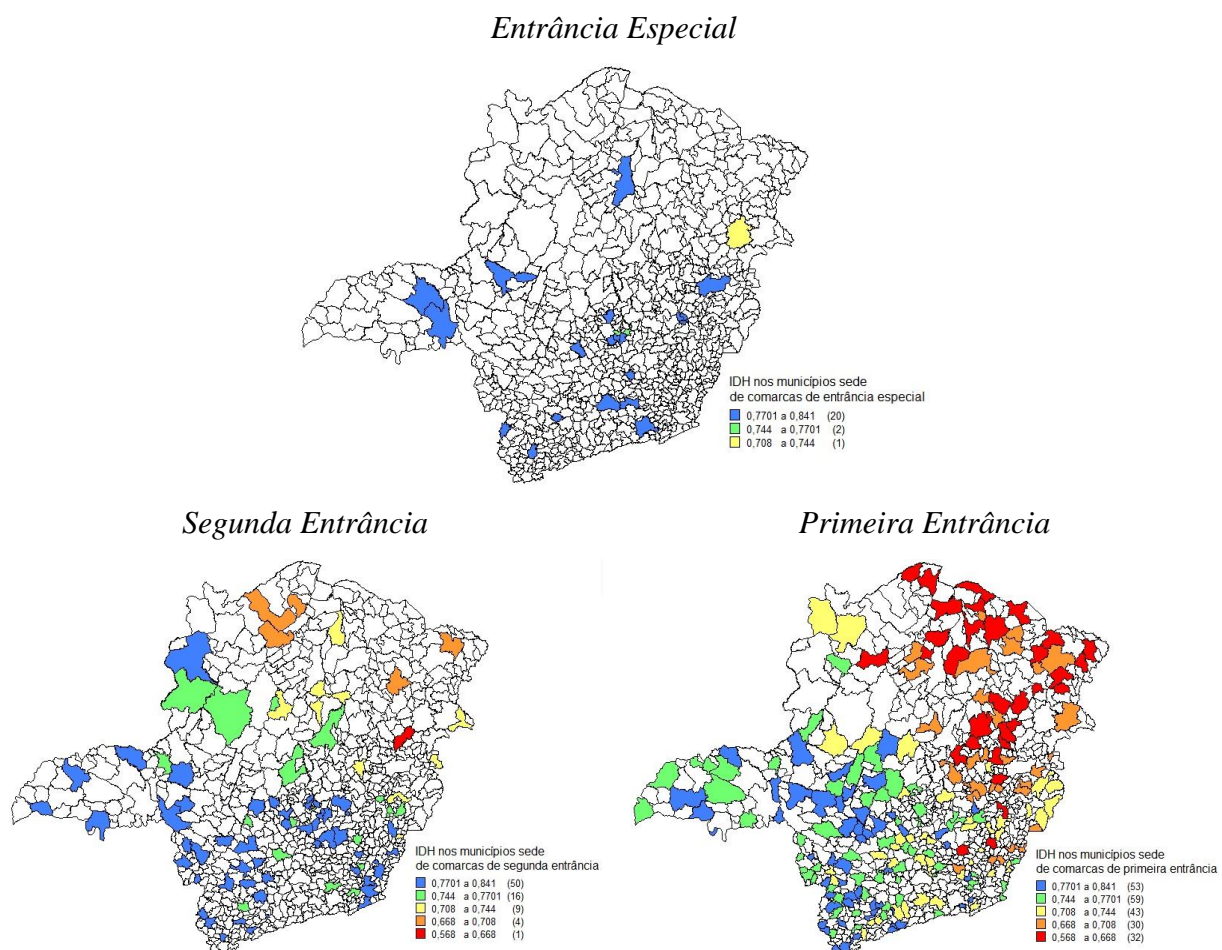 Entrância Especial
IDH nos municípios sede
de comarcas de entrância especial
0,7701 a 0,841 (20)
0,744 a 0,7701 (2)
0,708 a 0,744 (1)
Segunda Entrância
IDH nos municípios sede
de comarcas de segunda entrância
0,7701 a 0,841 (50)
0,744 a 0,7701 (16)
0,708 a 0,744 (9)
0,668 a 0,708 (4)
0,568 a 0,668 (1)
Primeira Entrância
IDH nos municípios sede
de comarcas de primeira entrância
0,7701 a 0,841 (53)
0,744 a 0,7701 (59)
0,708 a 0,744 (43)
0,668 a 0,708 (30)
0,568 a 0,668 (32)